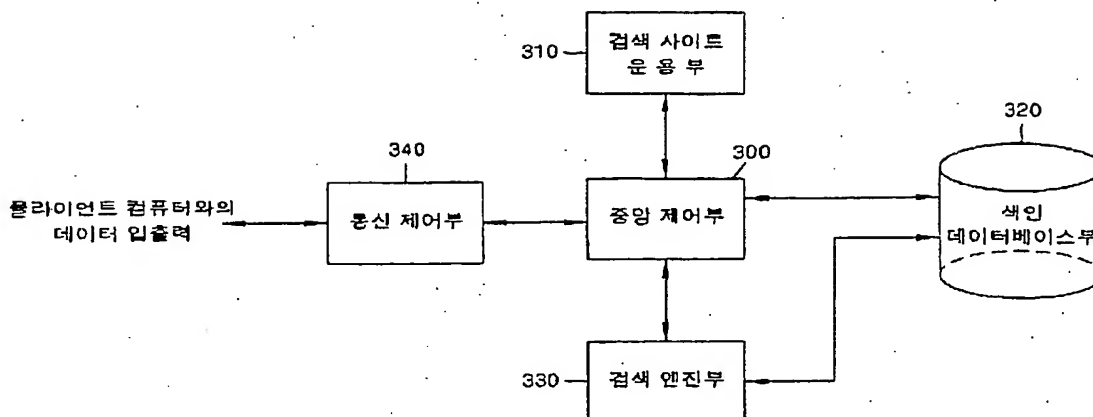 310
검색 사이트
운용부
320
340
300
클라이언트 컴퓨터와의
데이터 입출력
통신 제어부
중앙 제어부
색인
데이터베이스부
330
검색 엔진부